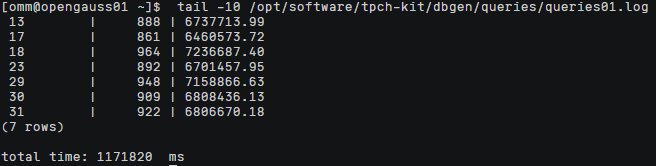 [omm@opengauss01 ~]$  tail -10 /opt/software/tpch-kit/dbgen/queries/queries01.log
 13        |     888 | 6737713.99
 17        |     861 | 6460573.72
 18        |     964 | 7236687.40
 23        |     892 | 6701457.95
 29        |     948 | 7158866.63
 30        |     909 | 6808436.13
 31        |     922 | 6806670.18
(7 rows)
total time: 1171820  ms